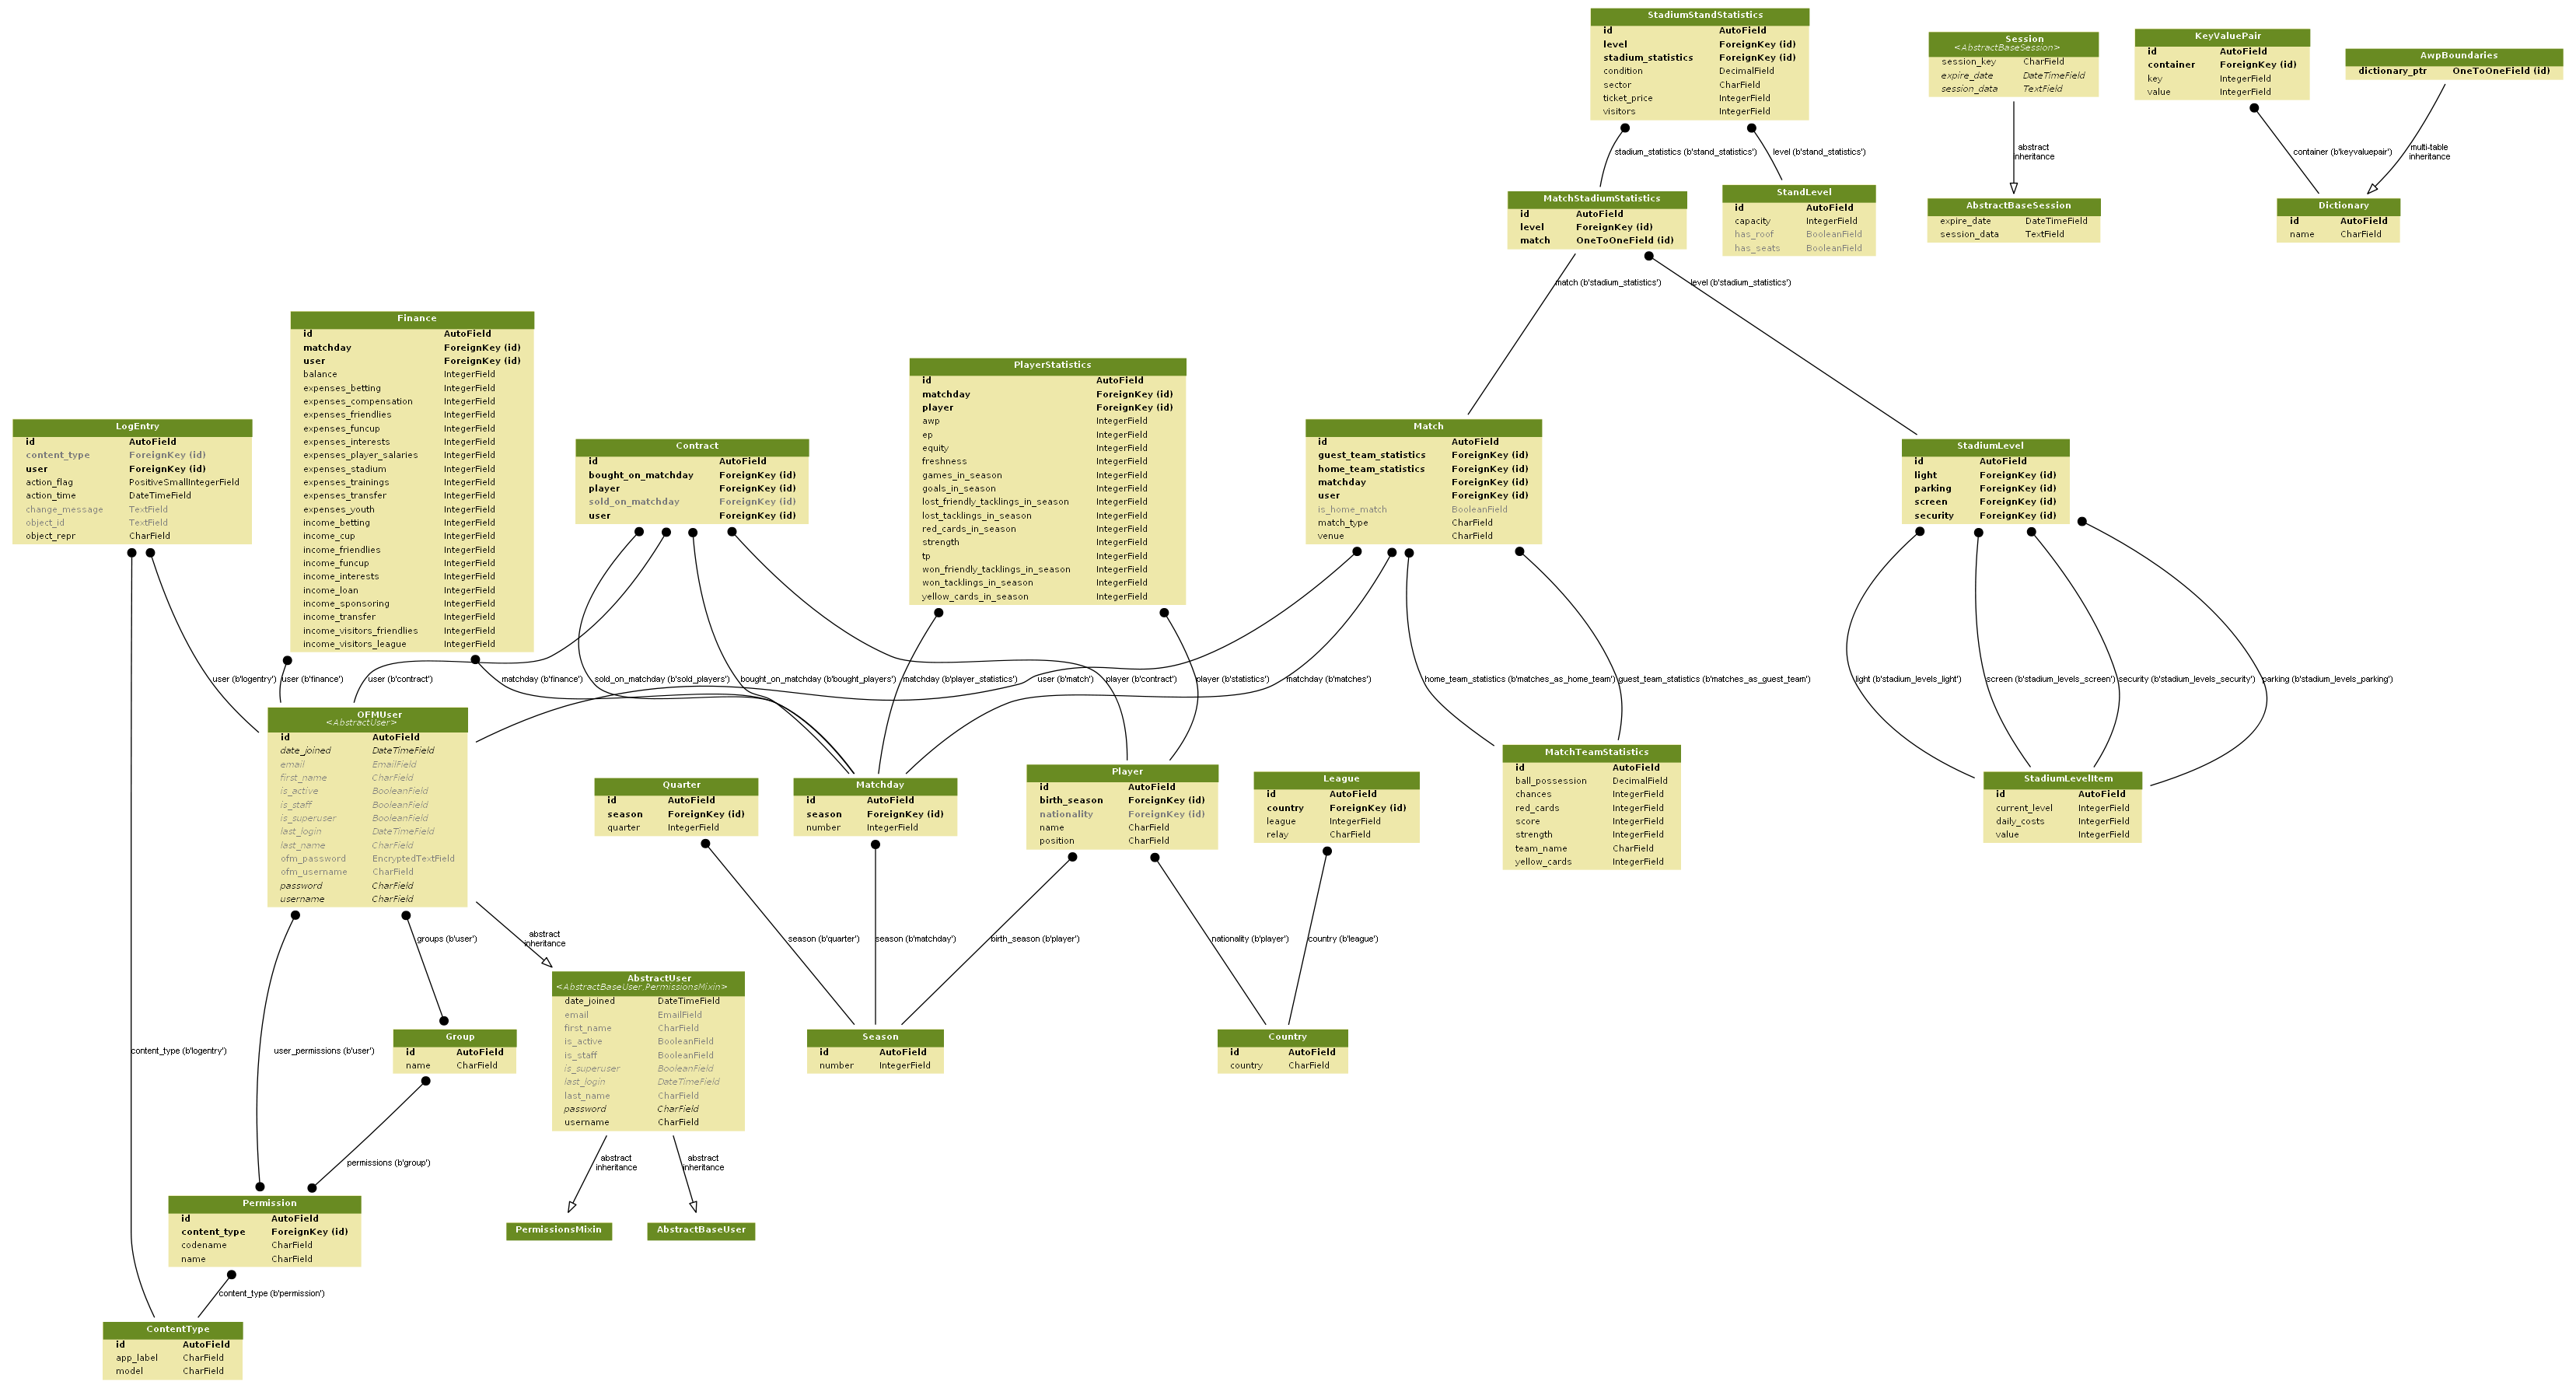 StadiumStandStatistics
id AutoField
level ForeignKey (id)
stadium_statistics ForeignKey (id)
condition DecimalField
sector CharField
ticket_price IntegerField
visitors IntegerField
Session
<AbstractBaseSession>
session_key CharField
expire_date DateTimeField
session_data TextField
KeyValuePair
id AutoField
container ForeignKey (id)
key IntegerField
value IntegerField
AwpBoundaries
dictionary_ptr OneToOneField (id)
stadium_statistics (b'stand_statistics')
level (b'stand_statistics')
abstract
inheritance
container (b'keyvaluepair')
multi-table
inheritance
MatchStadiumStatistics
id AutoField
level ForeignKey (id)
match OneToOneField (id)
StandLevel
id AutoField
capacity IntegerField
has_roof BooleanField
has_seats BooleanField
AbstractBaseSession
expire_date DateTimeField
session_data TextField
Dictionary
id AutoField
name CharField
match (b'stadium_statistics')
level (b'stadium_statistics')
Finance
id AutoField
matchday ForeignKey (id)
user ForeignKey (id)
balance IntegerField
expenses_betting IntegerField
expenses_compensation IntegerField
expenses_friendlies IntegerField
expenses_funcup IntegerField
expenses_interests IntegerField
expenses_player_salaries IntegerField
expenses_stadium IntegerField
expenses_trainings IntegerField
expenses_transfer IntegerField
expenses_youth IntegerField
income_betting IntegerField
income_cup IntegerField
income_friendlies IntegerField
income_funcup IntegerField
income_interests IntegerField
income_loan IntegerField
income_sponsoring IntegerField
income_transfer IntegerField
income_visitors_friendlies IntegerField
income_visitors_league IntegerField
PlayerStatistics
id AutoField
matchday ForeignKey (id)
player ForeignKey (id)
awp IntegerField
ep IntegerField
equity IntegerField
freshness IntegerField
games_in_season IntegerField
goals_in_season IntegerField
lost_friendly_tacklings_in_season IntegerField
lost_tacklings_in_season IntegerField
red_cards_in_season IntegerField
strength IntegerField
tp IntegerField
won_friendly_tacklings_in_season IntegerField
won_tacklings_in_season IntegerField
yellow_cards_in_season IntegerField
LogEntry
id AutoField
content_type ForeignKey (id)
user ForeignKey (id)
action_flag PositiveSmallIntegerField
action_time DateTimeField
change_message TextField
object_id TextField
object_repr CharField
Contract
id AutoField
bought_on_matchday ForeignKey (id)
player ForeignKey (id)
sold_on_matchday ForeignKey (id)
user ForeignKey (id)
Match
id AutoField
guest_team_statistics ForeignKey (id)
home_team_statistics ForeignKey (id)
matchday ForeignKey (id)
user ForeignKey (id)
is_home_match BooleanField
match_type CharField
venue CharField
StadiumLevel
id AutoField
light ForeignKey (id)
parking ForeignKey (id)
screen ForeignKey (id)
security ForeignKey (id)
user (b'logentry')
user (b'finance')
user (b'contract')
matchday (b'finance')
sold_on_matchday (b'sold_players')
bought_on_matchday (b'bought_players')
matchday (b'player_statistics')
user (b'match')
player (b'contract')
player (b'statistics')
matchday (b'matches')
home_team_statistics (b'matches_as_home_team')
guest_team_statistics (b'matches_as_guest_team')
light (b'stadium_levels_light')
screen (b'stadium_levels_screen')
security (b'stadium_levels_security')
parking (b'stadium_levels_parking')
OFMUser
<AbstractUser>
id AutoField
date_joined DateTimeField
email EmailField
first_name CharField
is_active BooleanField
is_staff BooleanField
is_superuser BooleanField
last_login DateTimeField
last_name CharField
ofm_password EncryptedTextField
ofm_username CharField
password CharField
username CharField
Quarter
id AutoField
season ForeignKey (id)
quarter IntegerField
Matchday
id AutoField
season ForeignKey (id)
number IntegerField
Player
id AutoField
birth_season ForeignKey (id)
nationality ForeignKey (id)
name CharField
position CharField
League
id AutoField
country ForeignKey (id)
league IntegerField
relay CharField
MatchTeamStatistics
id AutoField
ball_possession DecimalField
chances IntegerField
red_cards IntegerField
score IntegerField
strength IntegerField
team_name CharField
yellow_cards IntegerField
StadiumLevelItem
id AutoField
current_level IntegerField
daily_costs IntegerField
value IntegerField
groups (b'user')
abstract
inheritance
season (b'quarter')
season (b'matchday')
birth_season (b'player')
nationality (b'player')
country (b'league')
AbstractUser
<AbstractBaseUser,PermissionsMixin>
date_joined DateTimeField
email EmailField
first_name CharField
is_active BooleanField
is_staff BooleanField
is_superuser BooleanField
last_login DateTimeField
last_name CharField
password CharField
username CharField
Group
id AutoField
name CharField
Season
id AutoField
number IntegerField
Country
id AutoField
country CharField
content_type (b'logentry')
user_permissions (b'user')
permissions (b'group')
abstract
inheritance
abstract
inheritance
Permission
id AutoField
content_type ForeignKey (id)
codename CharField
name CharField
PermissionsMixin
AbstractBaseUser
content_type (b'permission')
ContentType
id AutoField
app_label CharField
model CharField